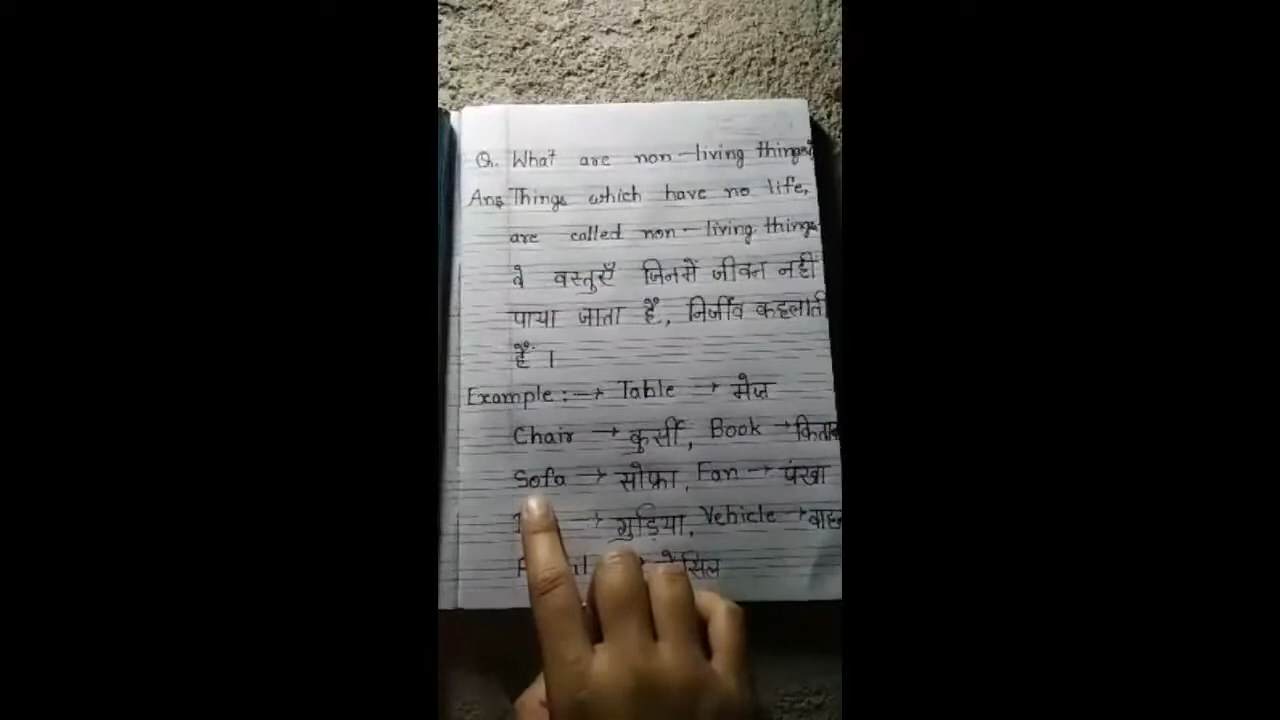 Q. What are non-living things?
Ans Things which have no life,
are called non-living things.
वे वस्तुएँ जिनमें जीवन नहीं
पाया जाता है, निर्जीव कहलाती
हैं।
Example :→ Table → मेज
Chair → कुर्सी, Book → किताब
Sofa → सोफा, Fan → पंखा
→ गुड़िया, Vehicle → वाहन
→ पेंसिल